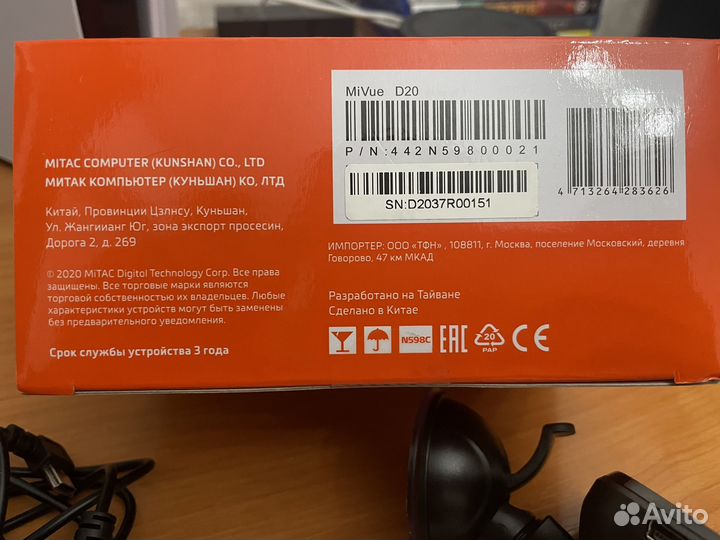 MiVue D20
P/N:442N59800021
SN:D2037R00151
4 713264 283626
MITAC COMPUTER (KUNSHAN) CO., LTD
МИТАК КОМПЬЮТЕР (КУНЬШАН) КО, ЛТД
Китай, Провинции Цзлнсу, Куньшан,
Ул. Жангиианг Юг, зона экспорт просесин,
Дорога 2, д. 269
© 2020 MiTAC Digital Technology Corp. Все права
защищены. Все торговые марки являются
торговой собственностью их владельцев. Любые
характеристики устройств могут быть заменены
без предварительного уведомления.
Срок службы устройства 3 года
ИМПОРТЕР: ООО «ТФН» , 108811, г. Москва, поселение Московский, деревня
Говорово, 47 км МКАД
Разработано на Тайване
Сделано в Китае
N598C
EAC
20
PAP
CE
Avito